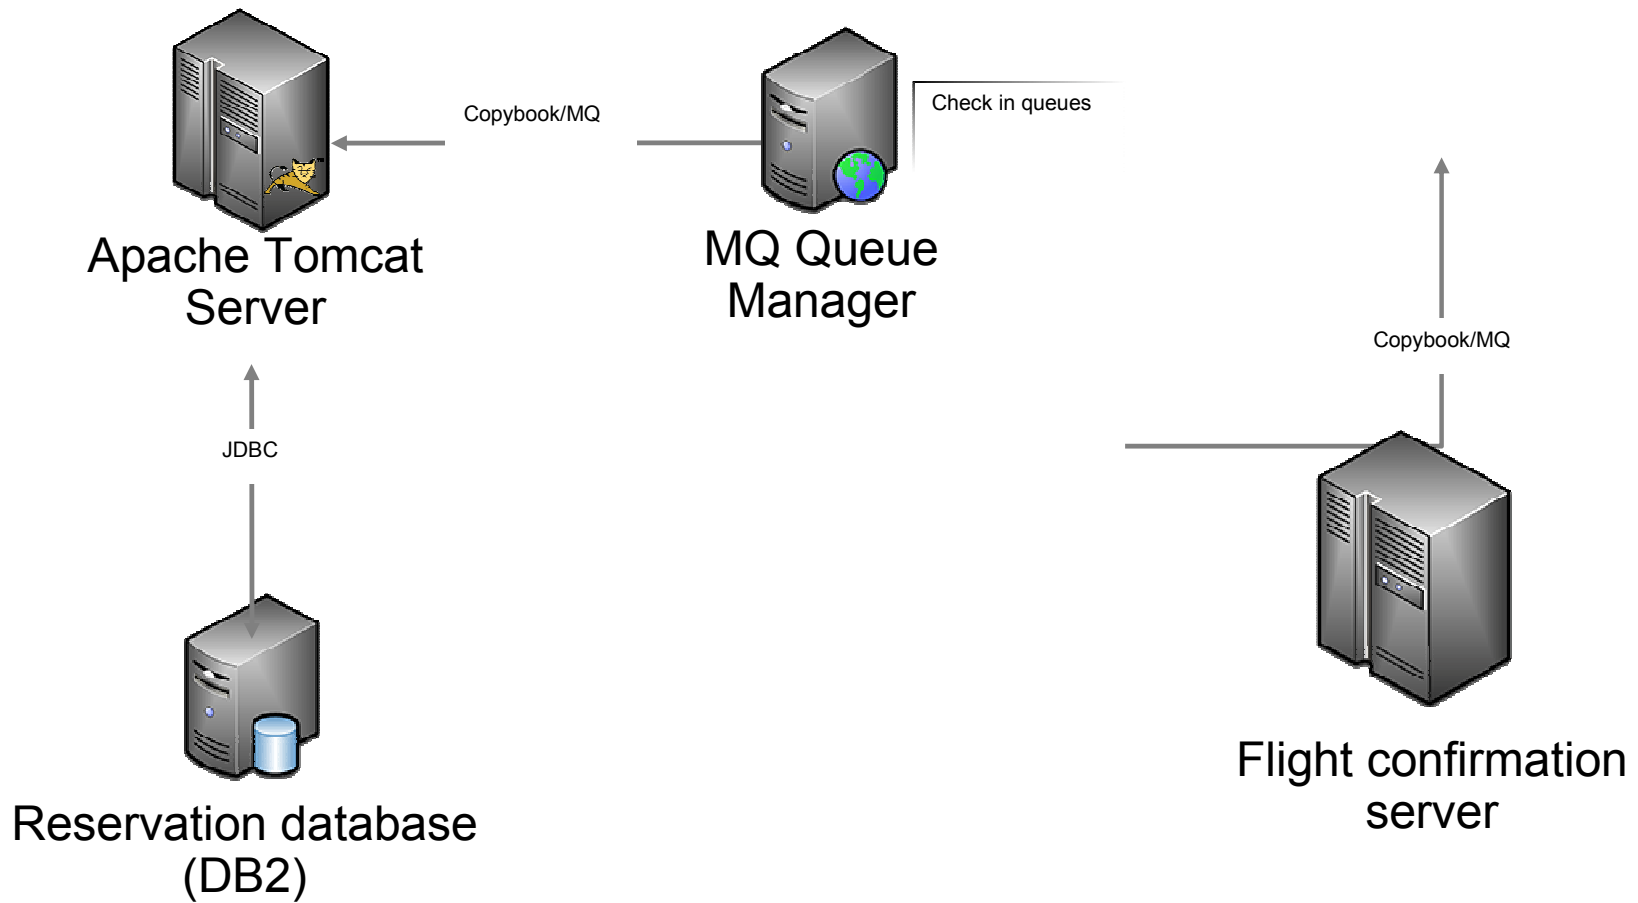 Copybook/MQ
Check in queues
Apache Tomcat
Server
MQ Queue
Manager
Copybook/MQ
JDBC
Flight confirmation
server
Reservation database
(DB2)